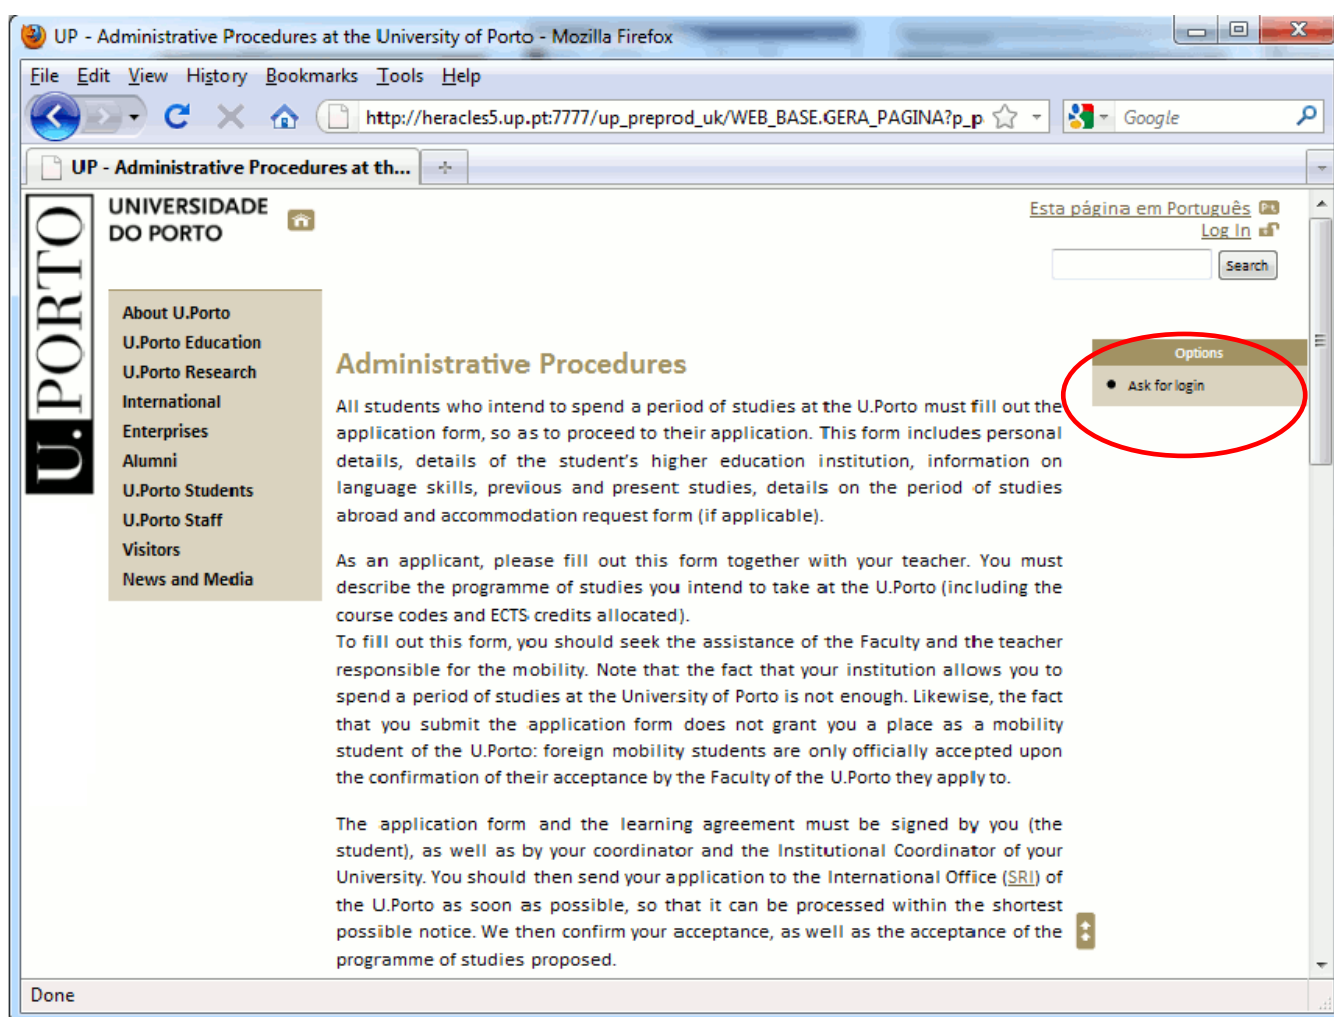 UP - Administrative Procedures at the University of Porto - Mozilla Firefox
File Edit View History Bookmarks Tools Help
http://heracles5.up.pt:7777/up_preprod_uk/WEB_BASE.GERA_PAGINA?p_p
Google
UP - Administrative Procedures at th...
U.PORTO
UNIVERSIDADE
DO PORTO
Esta página em Português
Log In
Search
About U.Porto
U.Porto Education
U.Porto Research
International
Enterprises
Alumni
U.Porto Students
U.Porto Staff
Visitors
News and Media
Administrative Procedures
All students who intend to spend a period of studies at the U.Porto must fill out the
application form, so as to proceed to their application. This form includes personal
details, details of the student's higher education institution, information on
language skills, previous and present studies, details on the period of studies
abroad and accommodation request form (if applicable).
As an applicant, please fill out this form together with your teacher. You must
describe the programme of studies you intend to take at the U.Porto (including the
course codes and ECTS credits allocated).
To fill out this form, you should seek the assistance of the Faculty and the teacher
responsible for the mobility. Note that the fact that your institution allows you to
spend a period of studies at the University of Porto is not enough. Likewise, the fact
that you submit the application form does not grant you a place as a mobility
student of the U.Porto: foreign mobility students are only officially accepted upon
the confirmation of their acceptance by the Faculty of the U.Porto they apply to.
The application form and the learning agreement must be signed by you (the
student), as well as by your coordinator and the Institutional Coordinator of your
University. You should then send your application to the International Office (SRI) of
the U.Porto as soon as possible, so that it can be processed within the shortest
possible notice. We then confirm your acceptance, as well as the acceptance of the
programme of studies proposed.
Options
Ask for login
Done